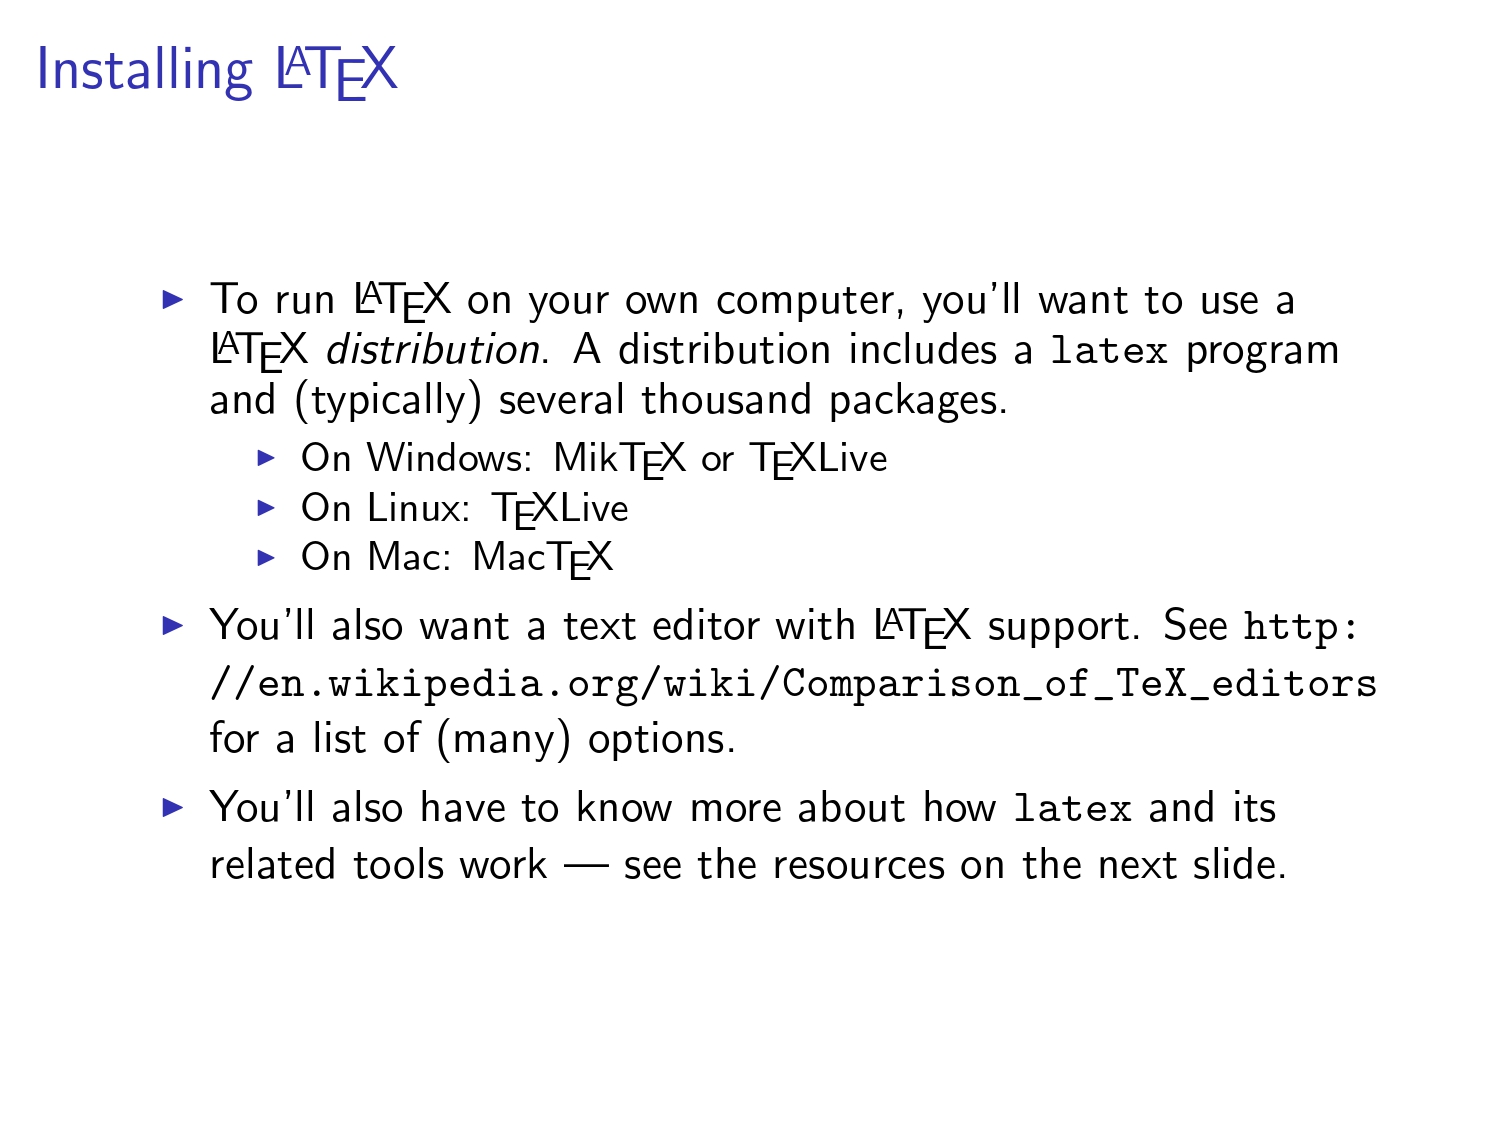 Installing LATEX
▶ To run LATEX on your own computer, you'll want to use a
LATEX distribution. A distribution includes a latex program
and (typically) several thousand packages.
▶ On Windows: MikTEX or TEXLive
▶ On Linux: TEXLive
▶ On Mac: MacTEX
▶ You'll also want a text editor with LATEX support. See http:
//en.wikipedia.org/wiki/Comparison_of_TeX_editors
for a list of (many) options.
▶ You'll also have to know more about how latex and its
related tools work — see the resources on the next slide.